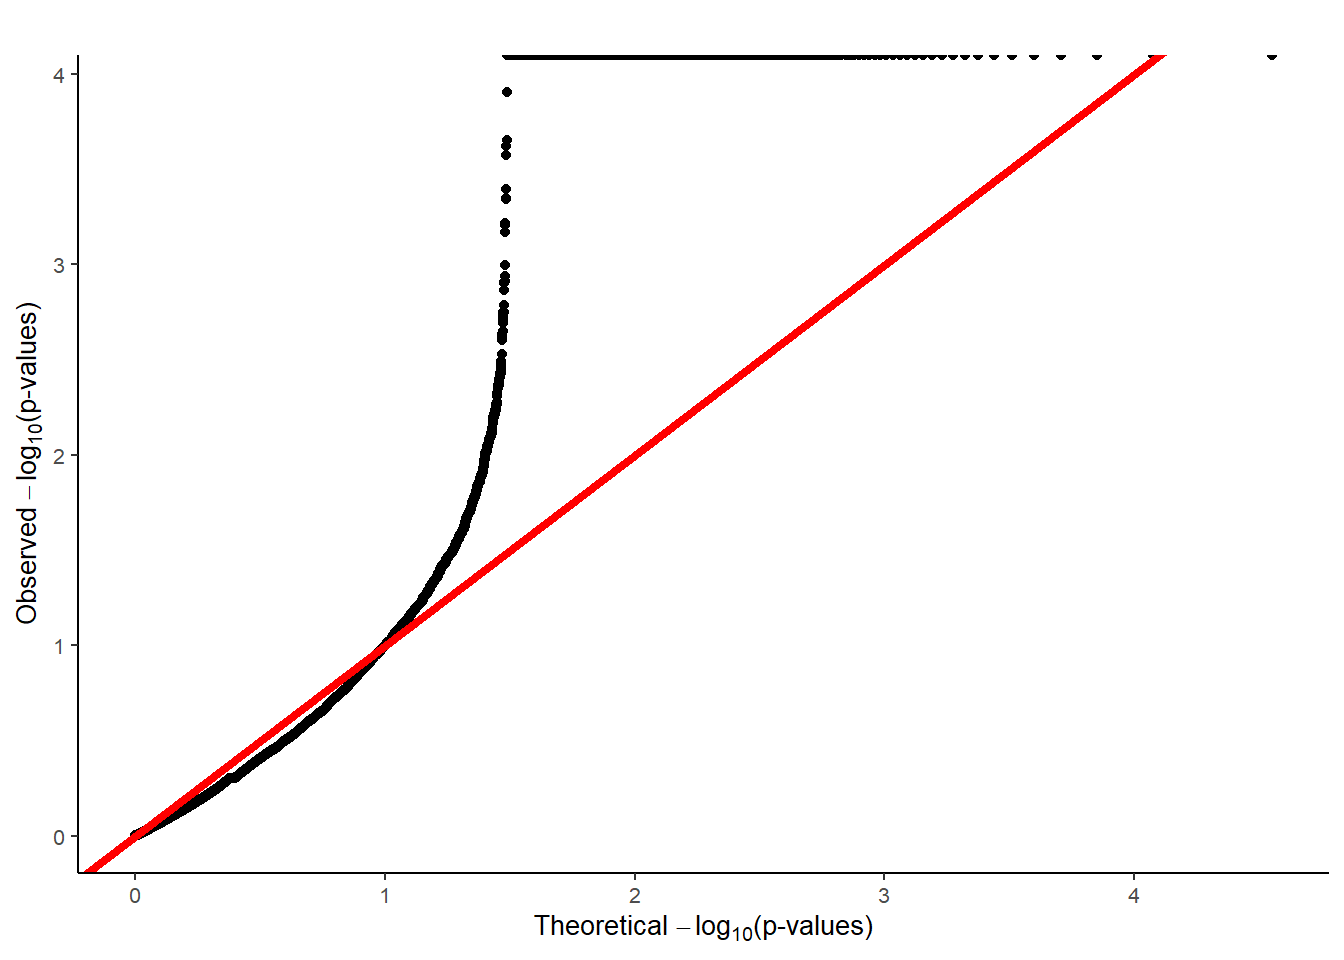 4
3
2
1
0
Observed −log10(p-values)
0 1 2 3 4
Theoretical −log10(p-values)